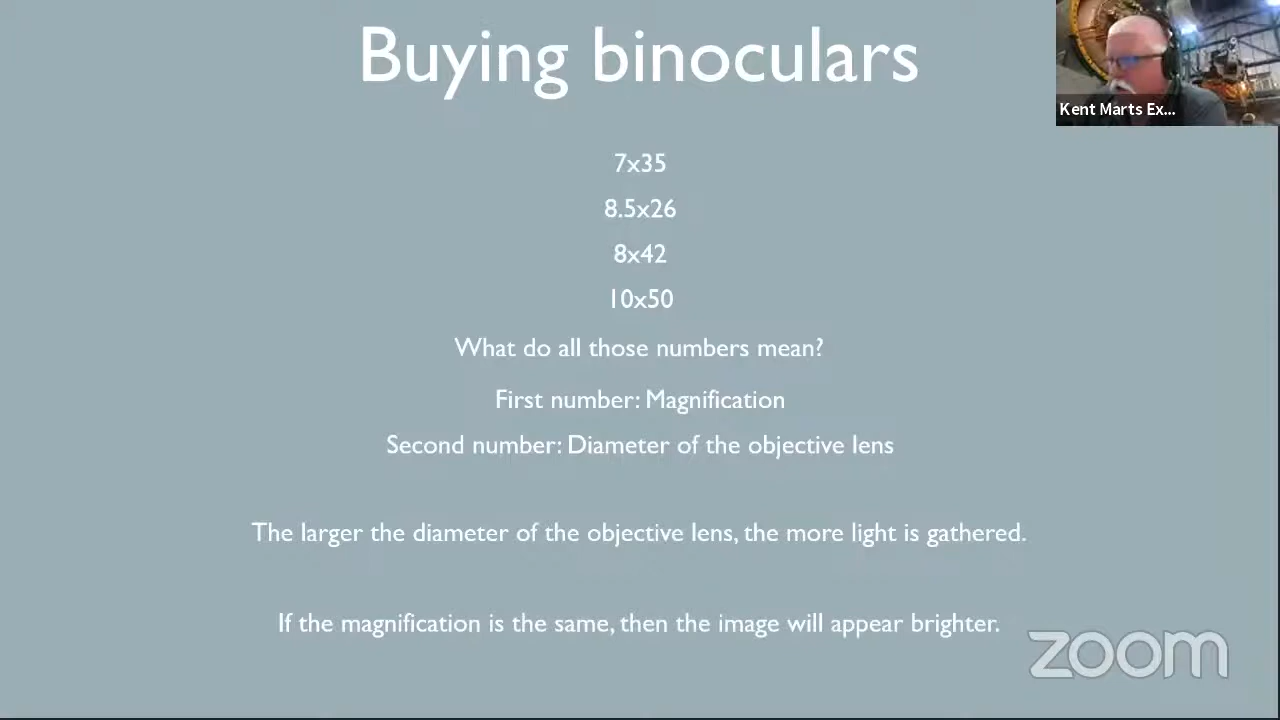 Buying binoculars
Kent Marts Ex...
7x35
8.5x26
8x42
10x50
What do all those numbers mean?
First number: Magnification
Second number: Diameter of the objective lens
The larger the diameter of the objective lens, the more light is gathered.
If the magnification is the same, then the image will appear brighter.
zoom